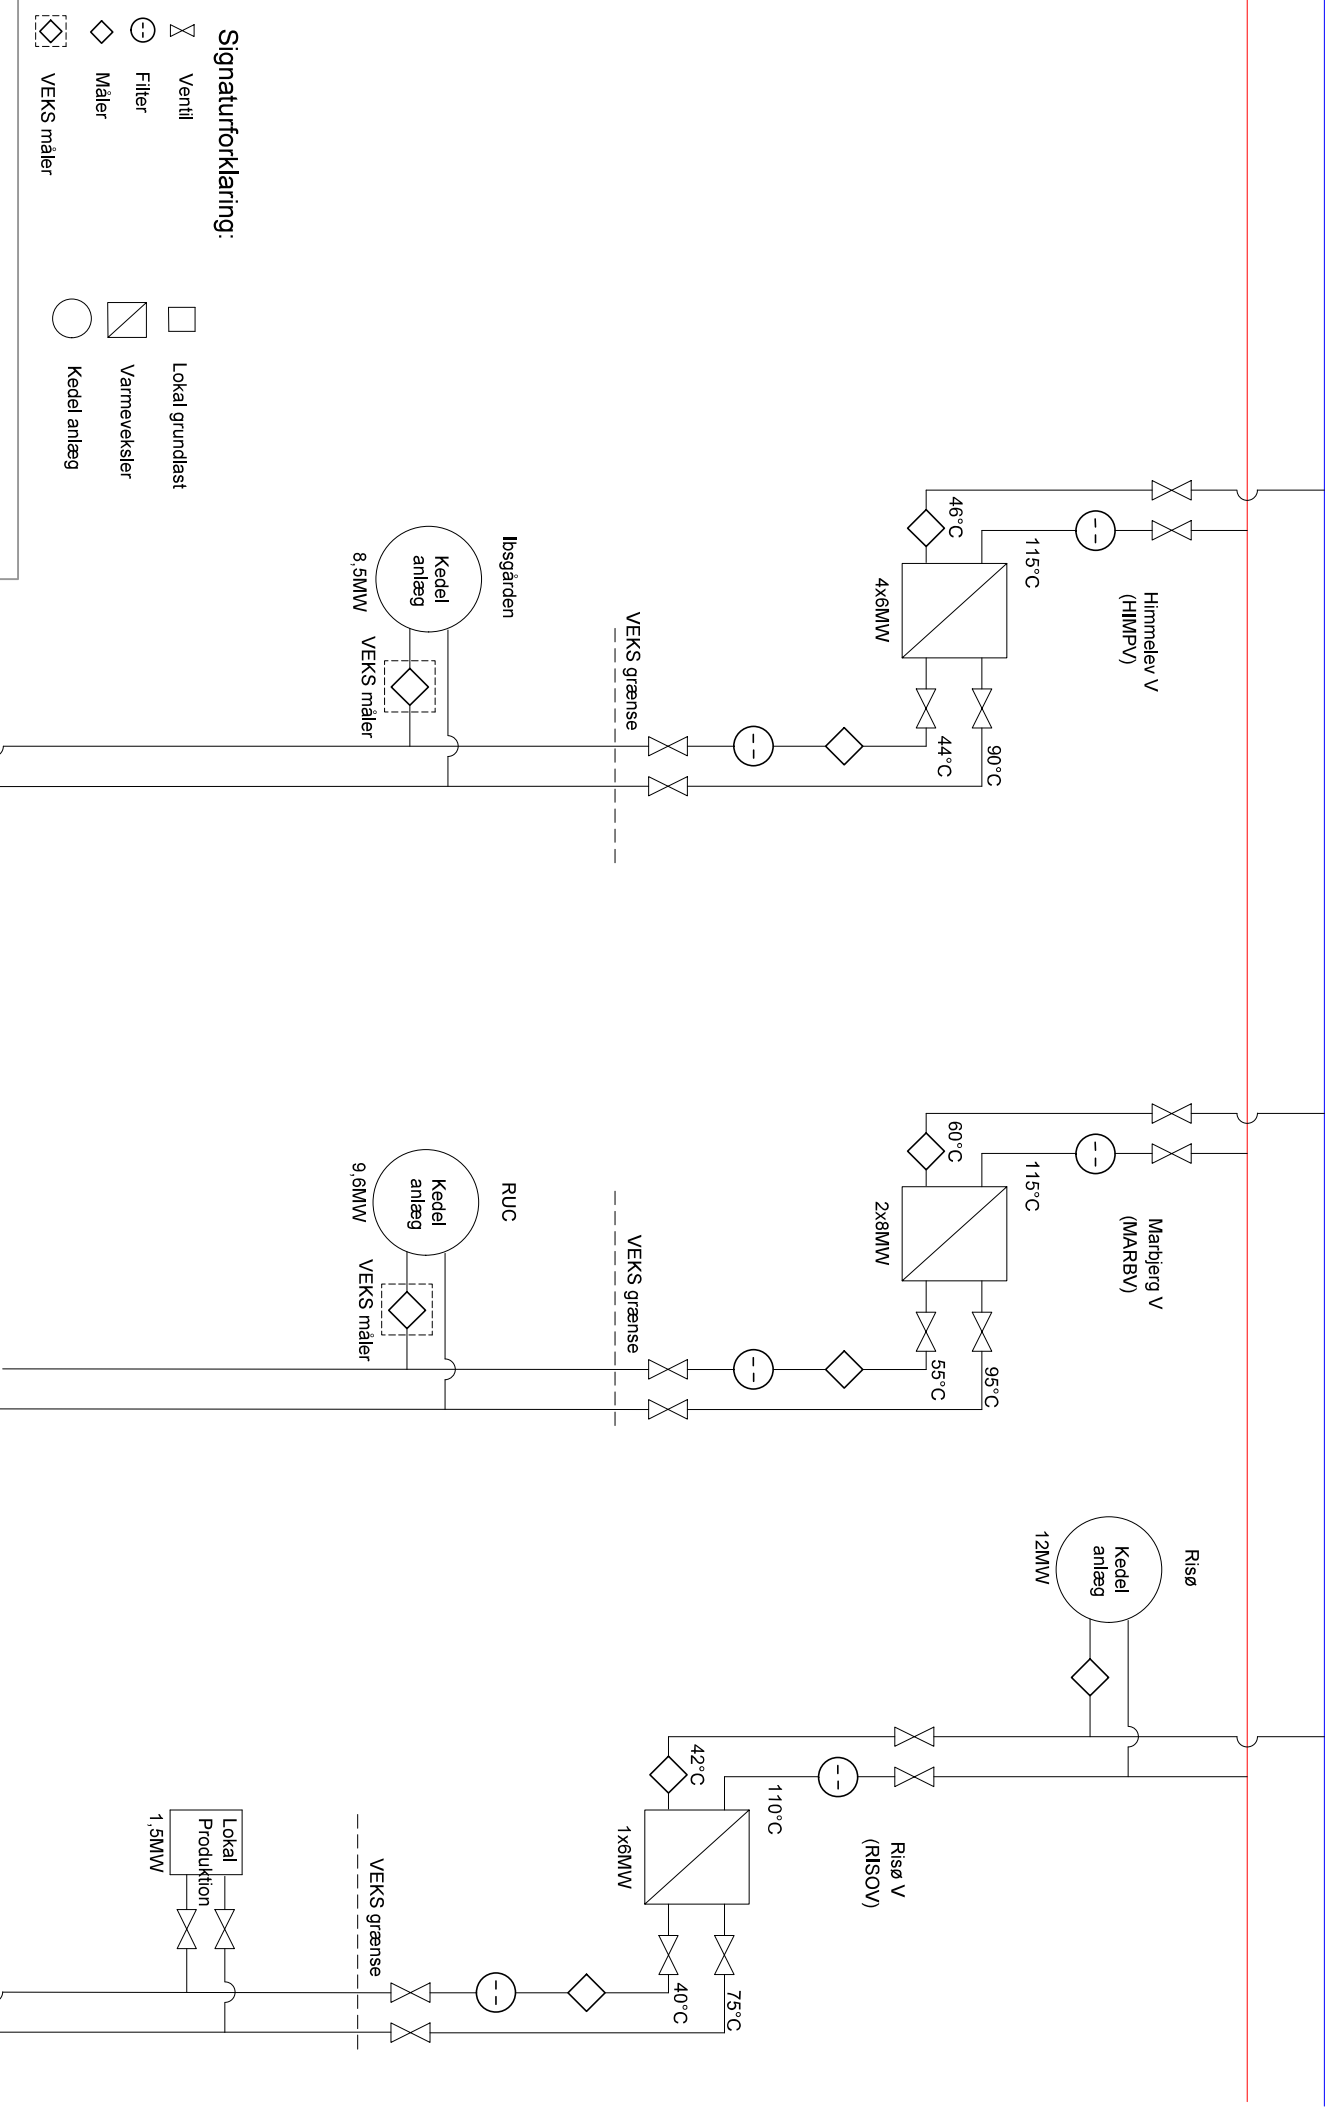 Himmelev V
(HIMPV)
115°C
46°C
4x6MW
90°C
44°C
VEKS grænse
Ibsgården
Kedel
anlæg
8,5MW
VEKS måler
Marbjerg V
(MARBV)
115°C
60°C
2x8MW
95°C
55°C
VEKS grænse
RUC
Kedel
anlæg
9,6MW
VEKS måler
Risø
Kedel
anlæg
12MW
Risø V
(RISOV)
110°C
42°C
1x6MW
75°C
40°C
VEKS grænse
Lokal
Produktion
1,5MW
Signaturforklaring:
Ventil
Filter
Måler
VEKS måler
Lokal grundlast
Varmeveksler
Kedel anlæg